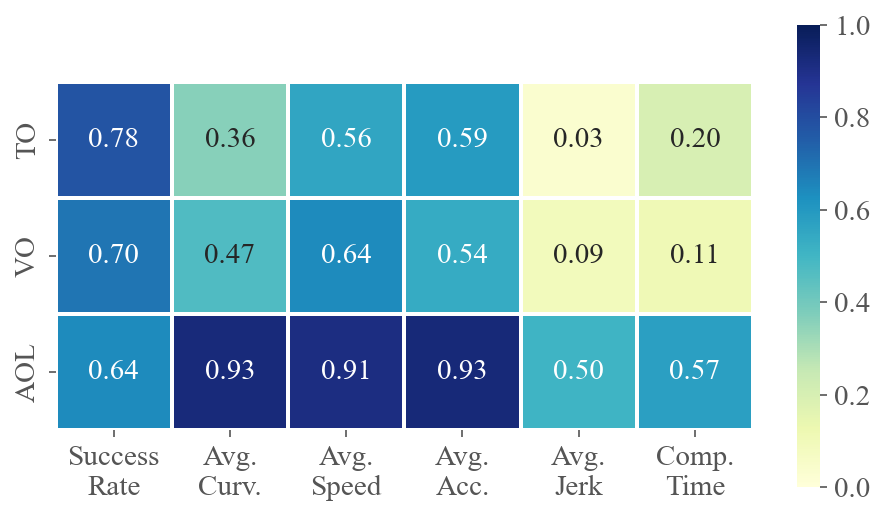 1.0
TO 0.78 0.36 0.56 0.59 0.03 0.20
0.8
VO 0.70 0.47 0.64 0.54 0.09 0.11
0.6
0.4
AOL 0.64 0.93 0.91 0.93 0.50 0.57
0.2
0.0
Success Avg. Avg. Avg. Avg. Comp.
Rate Curv. Speed Acc. Jerk Time